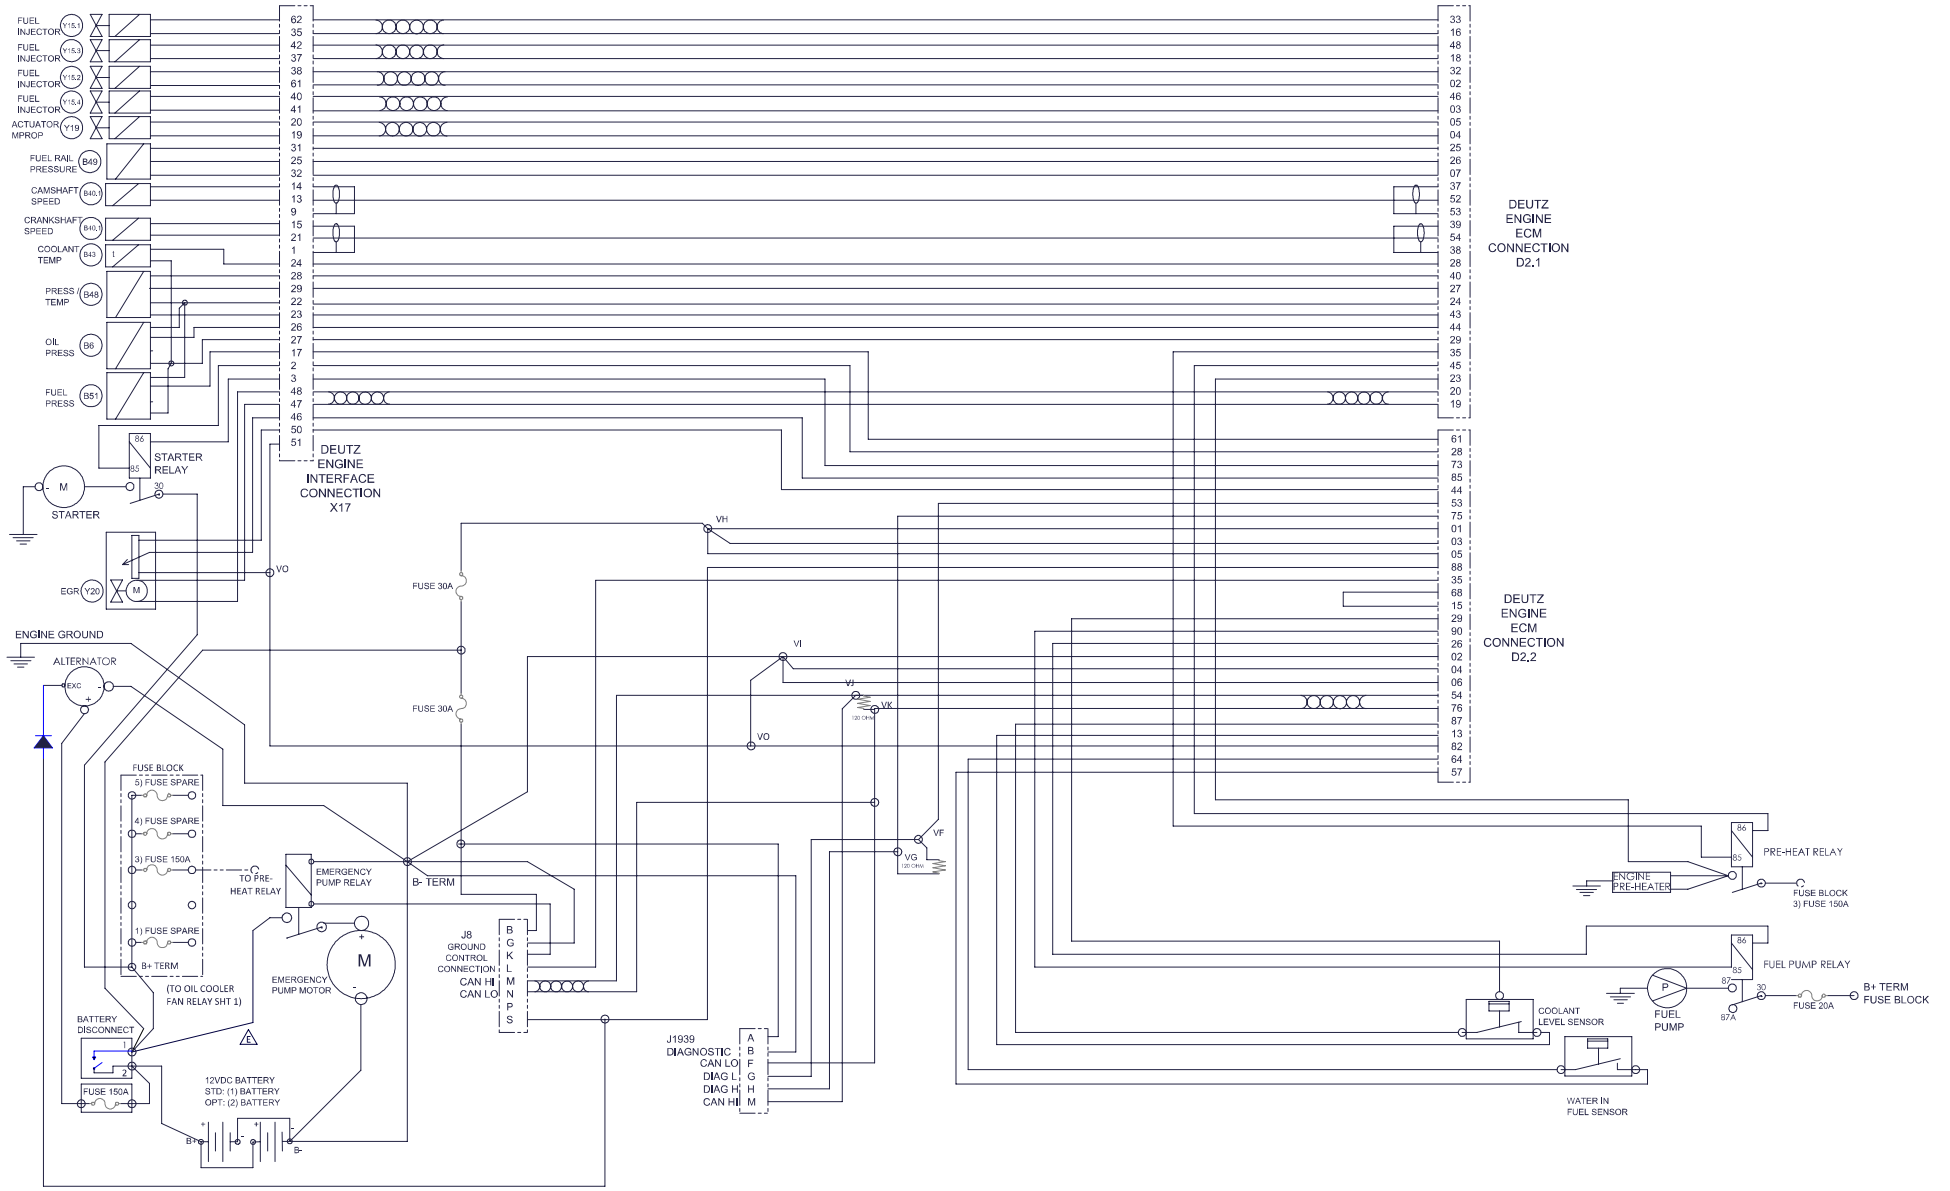 FUEL
INJECTOR
Y15.1
FUEL
INJECTOR
Y15.3
FUEL
INJECTOR
Y15.2
FUEL
INJECTOR
Y15.4
ACTUATOR
MPROP
Y19
FUEL RAIL
PRESSURE
B49
CAMSHAFT
SPEED
B40.1
CRANKSHAFT
SPEED
B40.1
COOLANT
TEMP
B43
1
PRESS /
TEMP
B48
OIL
PRESS
B6
FUEL
PRESS
B51
62
35
42
37
38
61
40
41
20
19
31
25
32
14
13
9
15
21
1
24
28
29
22
23
26
27
17
2
3
48
47
46
50
51
DEUTZ
ENGINE
INTERFACE
CONNECTION
X17
33
16
48
18
32
02
46
03
05
04
25
26
07
37
52
53
39
54
38
28
40
27
24
43
44
29
35
45
23
20
19
DEUTZ
ENGINE
ECM
CONNECTION
D2.1
61
28
73
85
44
53
75
01
03
05
88
35
68
15
29
90
26
02
04
06
54
76
87
13
82
64
57
DEUTZ
ENGINE
ECM
CONNECTION
D2.2
86
85
30
STARTER
RELAY
M
-
STARTER
EGR
Y20
M
VO
ENGINE GROUND
ALTERNATOR
EXC
-
+
FUSE 30A
FUSE 30A
VH
VI
VJ
VK
120 OHM
VO
VF
VG
120 OHM
FUSE BLOCK
5) FUSE SPARE
4) FUSE SPARE
3) FUSE 150A
1) FUSE SPARE
B+ TERM
TO PRE-
HEAT RELAY
EMERGENCY
PUMP RELAY
B- TERM
+
M
-
EMERGENCY
PUMP MOTOR
(TO OIL COOLER
FAN RELAY SHT 1)
E
BATTERY
DISCONNECT
1
2
FUSE 150A
12VDC BATTERY
STD: (1) BATTERY
OPT: (2) BATTERY
B+
+
-
+
-
B-
J8
GROUND
CONTROL
CONNECTION
CAN HI
CAN LO
B
G
K
L
M
N
P
S
J1939
DIAGNOSTIC
CAN LO
DIAG L
DIAG H
CAN HI
A
B
F
G
H
M
86
85
PRE-HEAT RELAY
ENGINE
PRE-HEATER
FUSE BLOCK
3) FUSE 150A
86
85
FUEL PUMP RELAY
87
30
87A
P
FUEL
PUMP
FUSE 20A
B+ TERM
FUSE BLOCK
COOLANT
LEVEL SENSOR
WATER IN
FUEL SENSOR